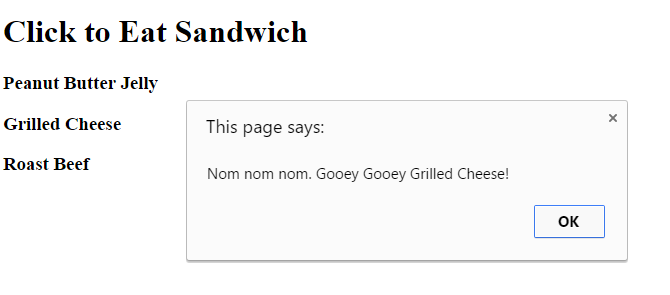 Click to Eat Sandwich
Peanut Butter Jelly
Grilled Cheese
Roast Beef
This page says:
×
Nom nom nom. Gooey Gooey Grilled Cheese!
OK